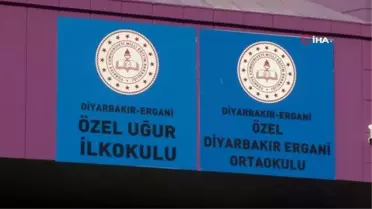 İHA
DİYARBAKIR-ERGANİ
ÖZEL UĞUR
İLKOKULU
DİYARBAKIR-ERGANİ
ÖZEL
DİYARBAKIR ERGANİ
ORTAOKULU